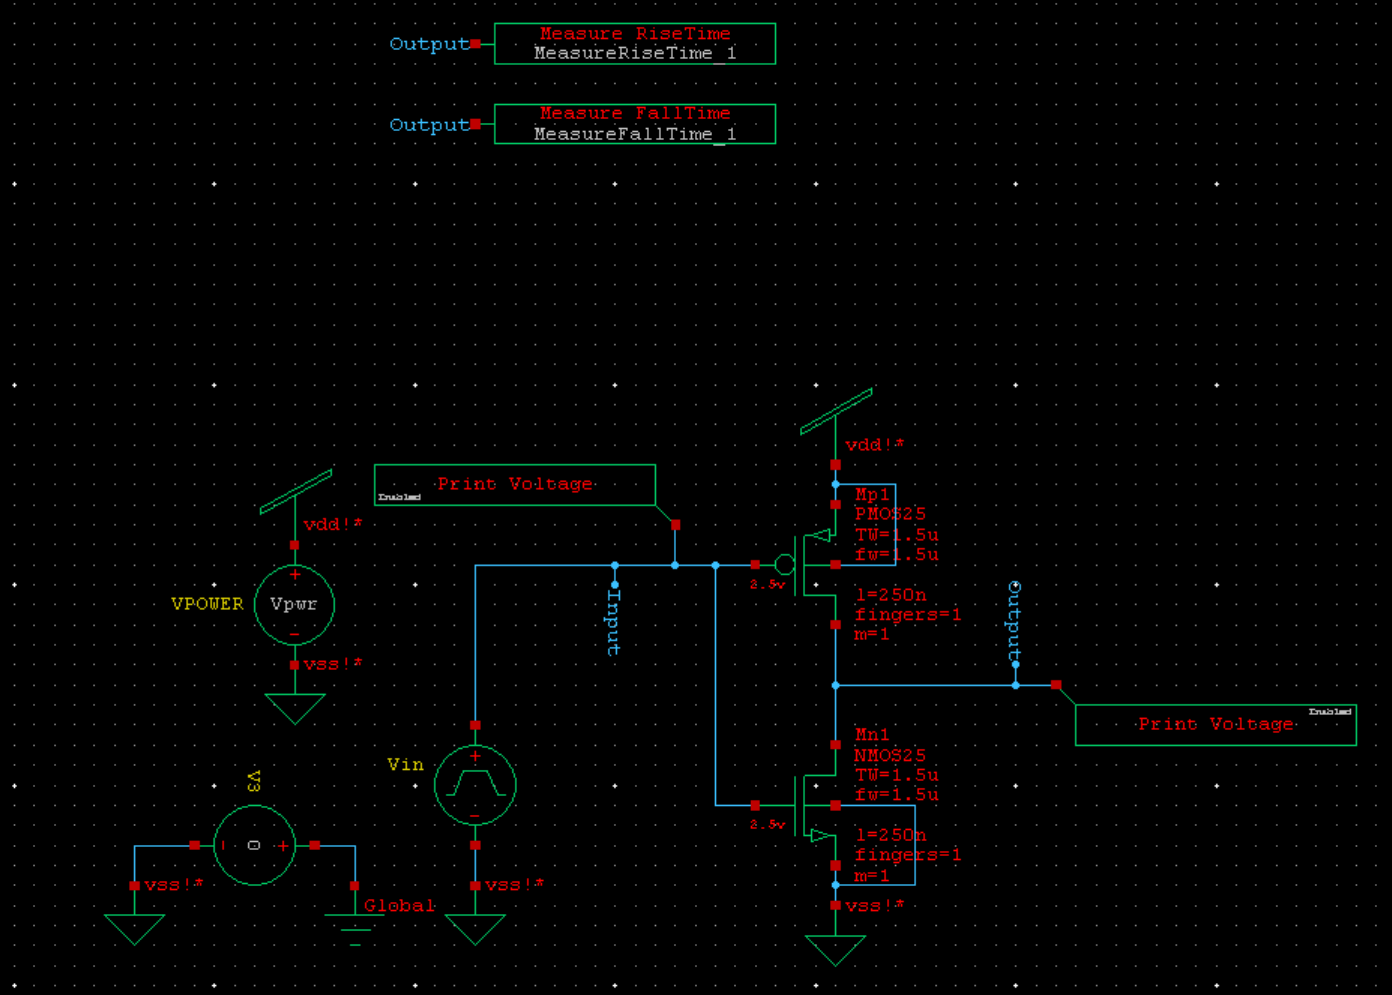 Output
Measure RiseTime
MeasureRiseTime_1
Output
Measure FallTime
MeasureFallTime_1
vdd!*
Print Voltage
Enabled
Mp1
PMOS25
TW=1.5u
fw=1.5u
2.5v
l=250n
fingers=1
m=1
vdd!*
+
VPOWER
Vpwr
-
vss!*
Input
Output
Print Voltage
Enabled
Mn1
NMOS25
TW=1.5u
fw=1.5u
2.5v
l=250n
fingers=1
m=1
vss!*
Vin
+
-
vss!*
V3
-
0
+
vss!*
Global